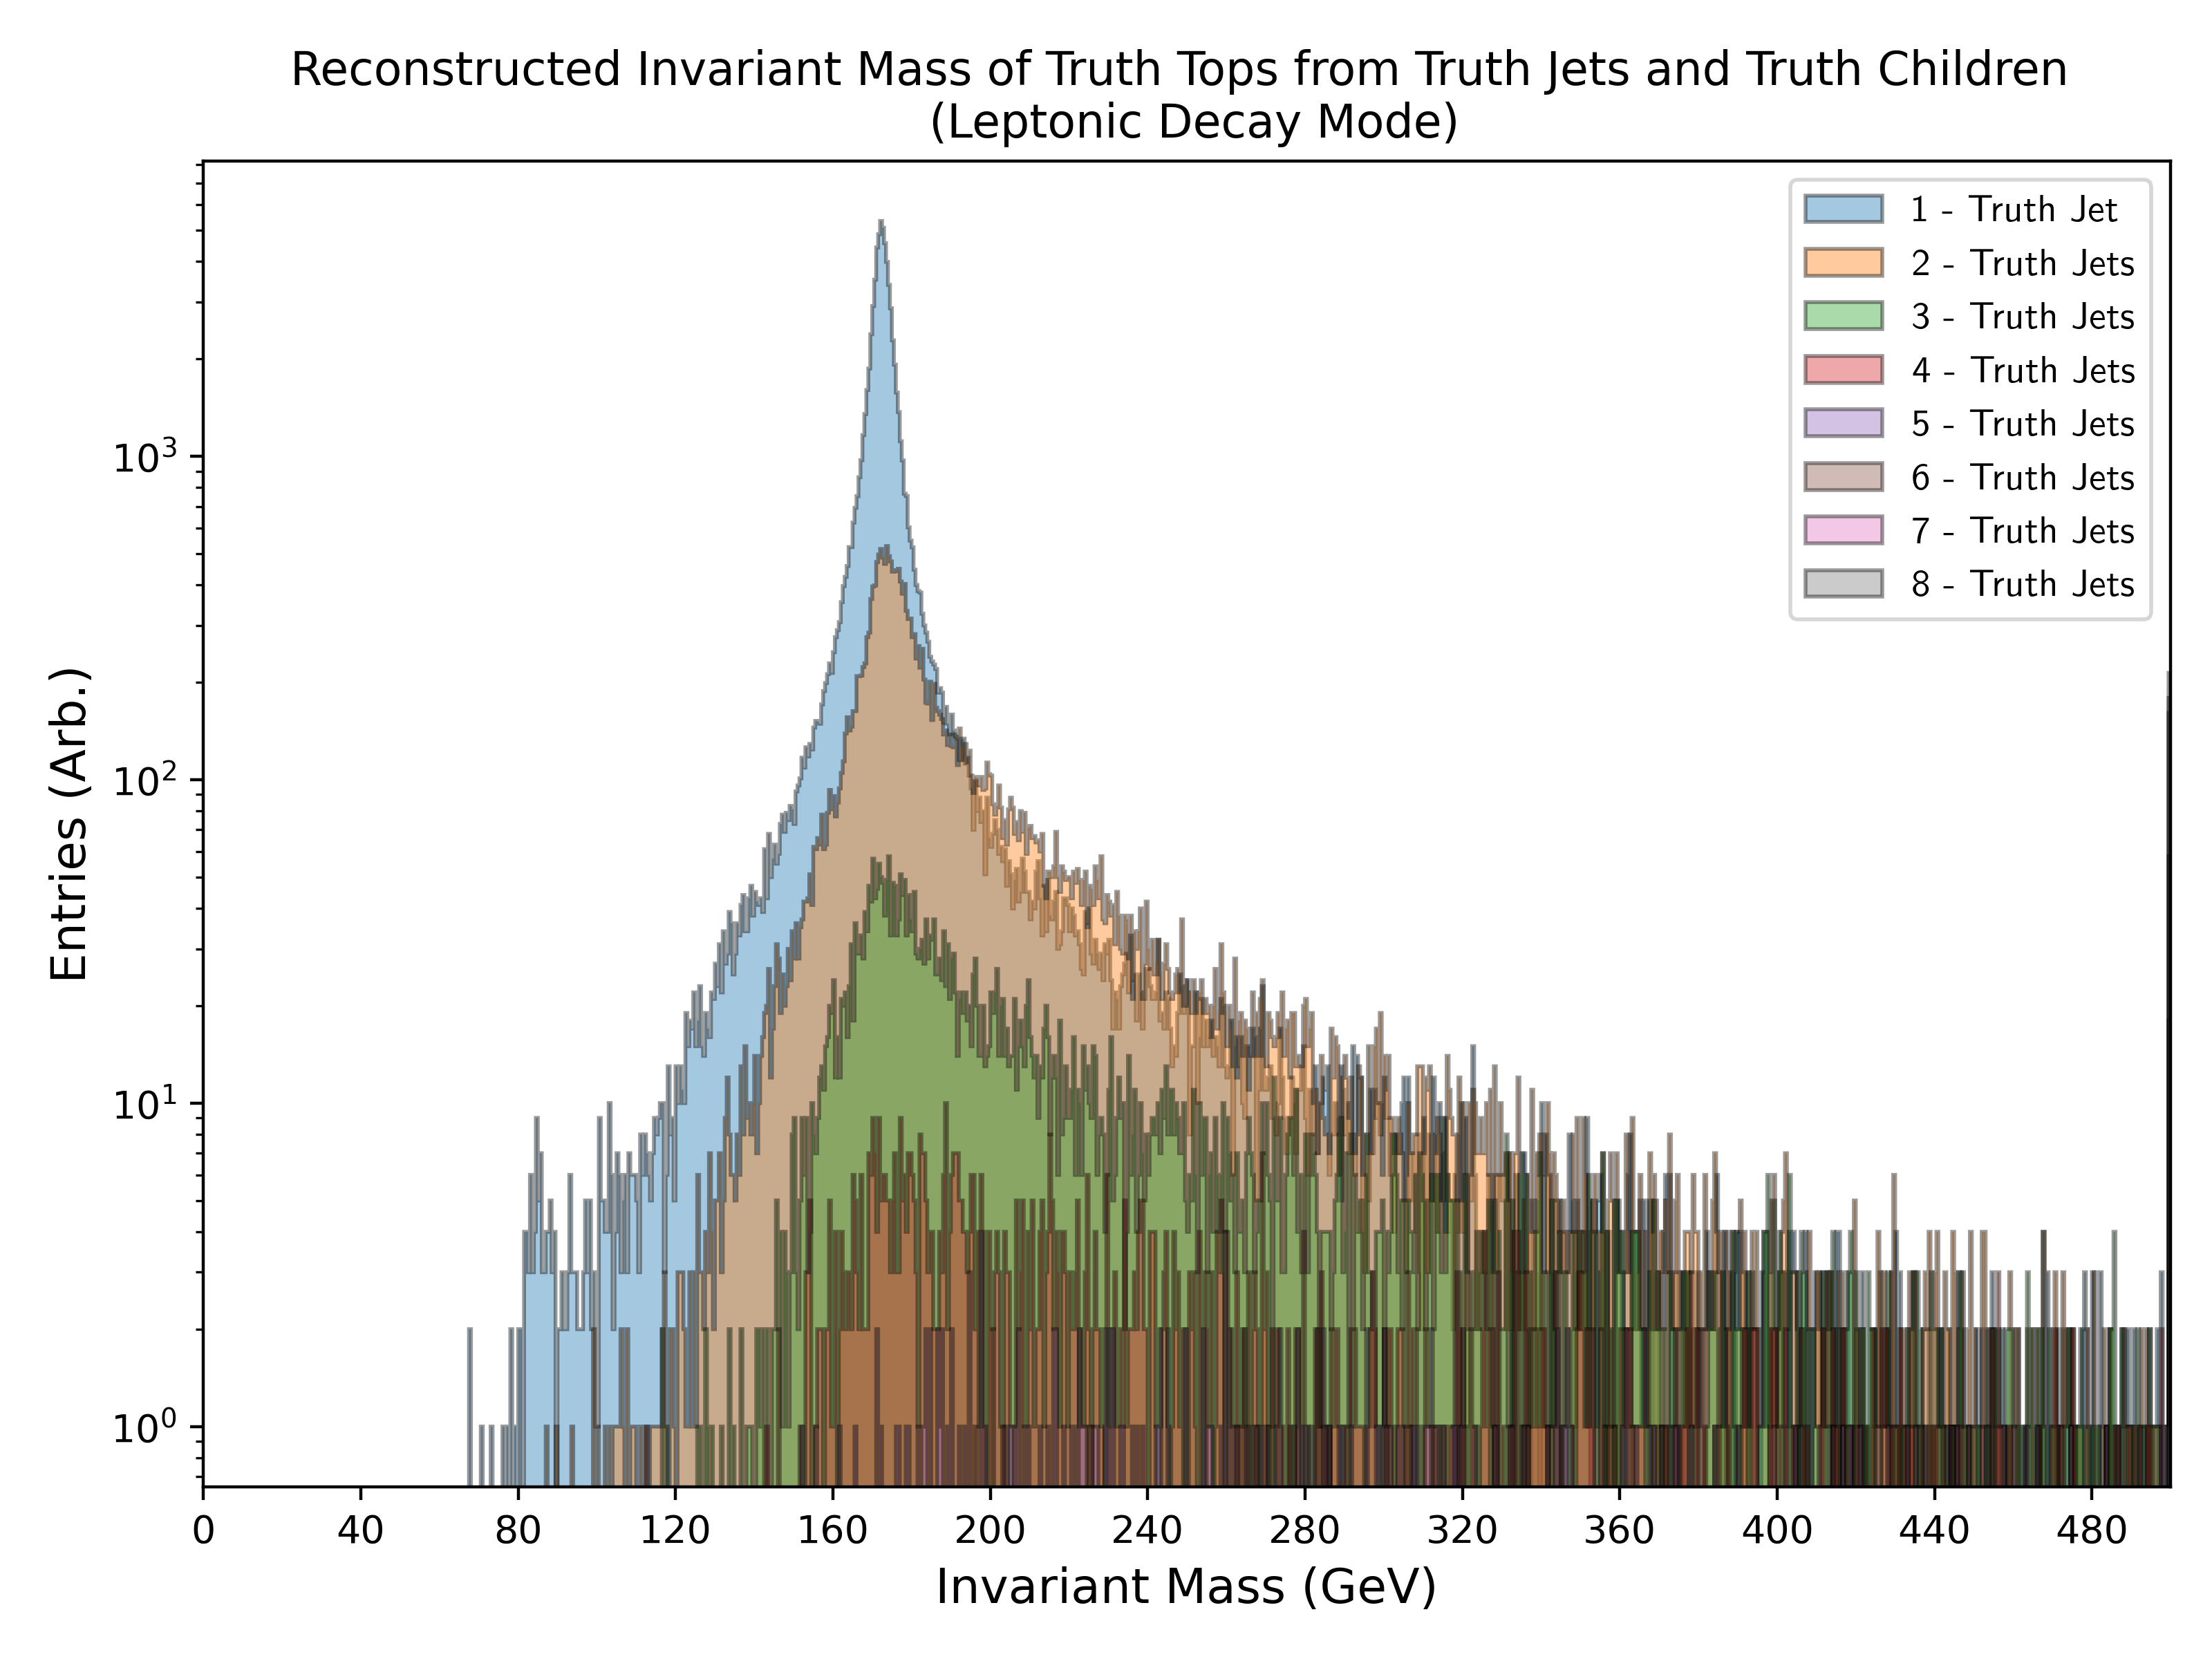 Reconstructed Invariant Mass of Truth Tops from Truth Jets and Truth Children
(Leptonic Decay Mode)
1 - Truth Jet
2 - Truth Jets
3 - Truth Jets
4 - Truth Jets
5 - Truth Jets
6 - Truth Jets
7 - Truth Jets
8 - Truth Jets
Entries (Arb.)
10³
10²
10¹
10⁰
0 40 80 120 160 200 240 280 320 360 400 440 480
Invariant Mass (GeV)